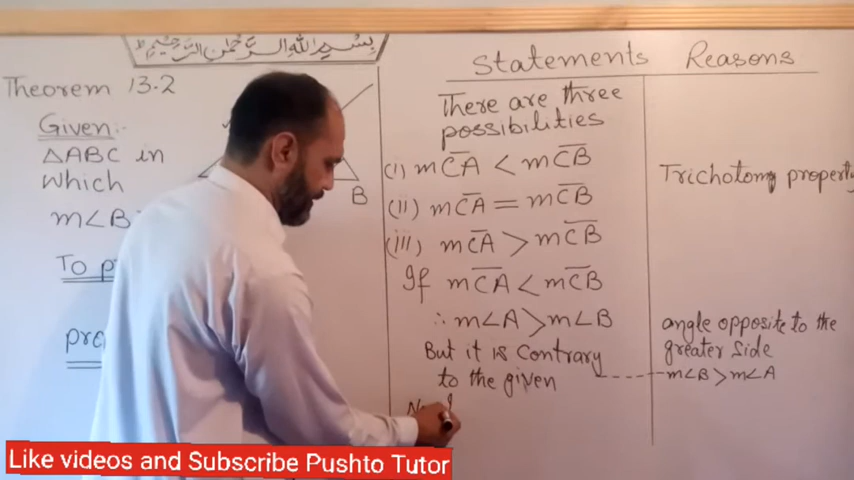 بِسْمِ اللهِ الرَّحْمٰنِ الرَّحِيْمِ
Theorem 13.2
Given:-
△ABC in
which
m∠B
To p
pro
B
Statements Reasons
There are three
possibilities
(i) mCA < mCB
Trichotomy property
(ii) mCA = mCB
(iii) mCA > mCB
If mCA < mCB
∴ m∠A > m∠B
angle opposite to the
greater side
But it is contrary
to the given
m∠B > m∠A
Like videos and Subscribe Pushto Tutor